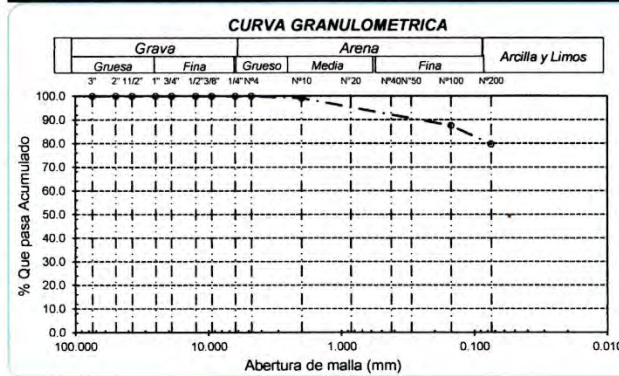 CURVA GRANULOMETRICA
Grava Arena Arcilla y Limos
Gruesa Fina Grueso Media Fina
3" 2" 11/2" 1" 3/4" 1/2"3/8" 1/4" Nº4 Nº10 N°20 Nº40N°50 Nº100 Nº200
100.0
90.0
80.0
70.0
60.0
50.0
40.0
30.0
20.0
10.0
0.0
% Que pasa Acumulado
100.000 10.000 1.000 0.100 0.010
Abertura de malla (mm)